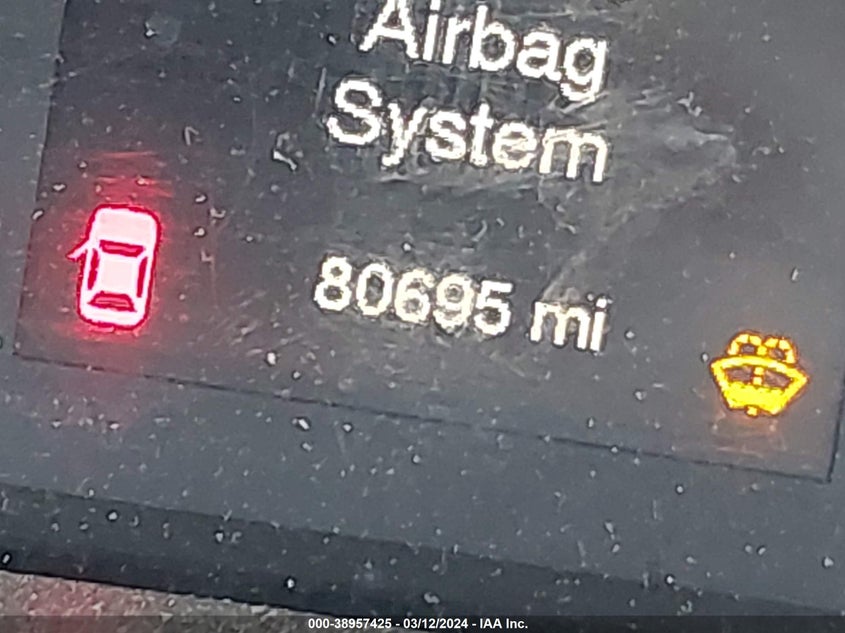 Airbag
System
80695 mi
000-38957425 - 03/12/2024 - IAA Inc.